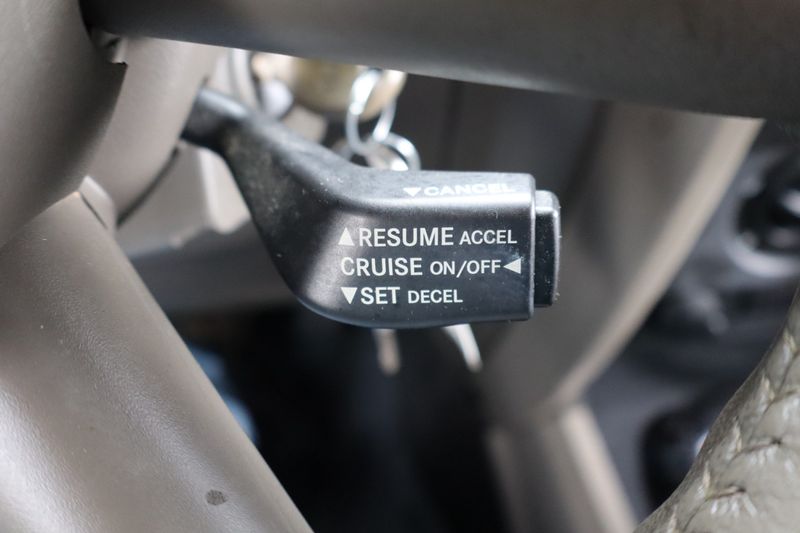 ▼CANCEL
▲RESUME ACCEL
CRUISE ON/OFF◀
▼SET DECEL